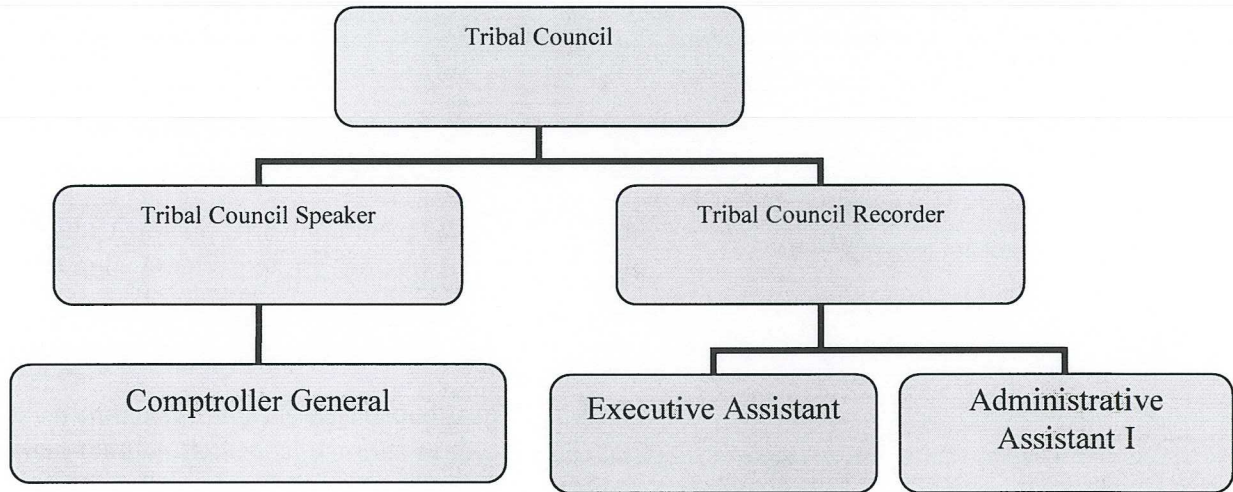 Tribal Council
Tribal Council Speaker
Tribal Council Recorder
Comptroller General
Executive Assistant
Administrative
Assistant I